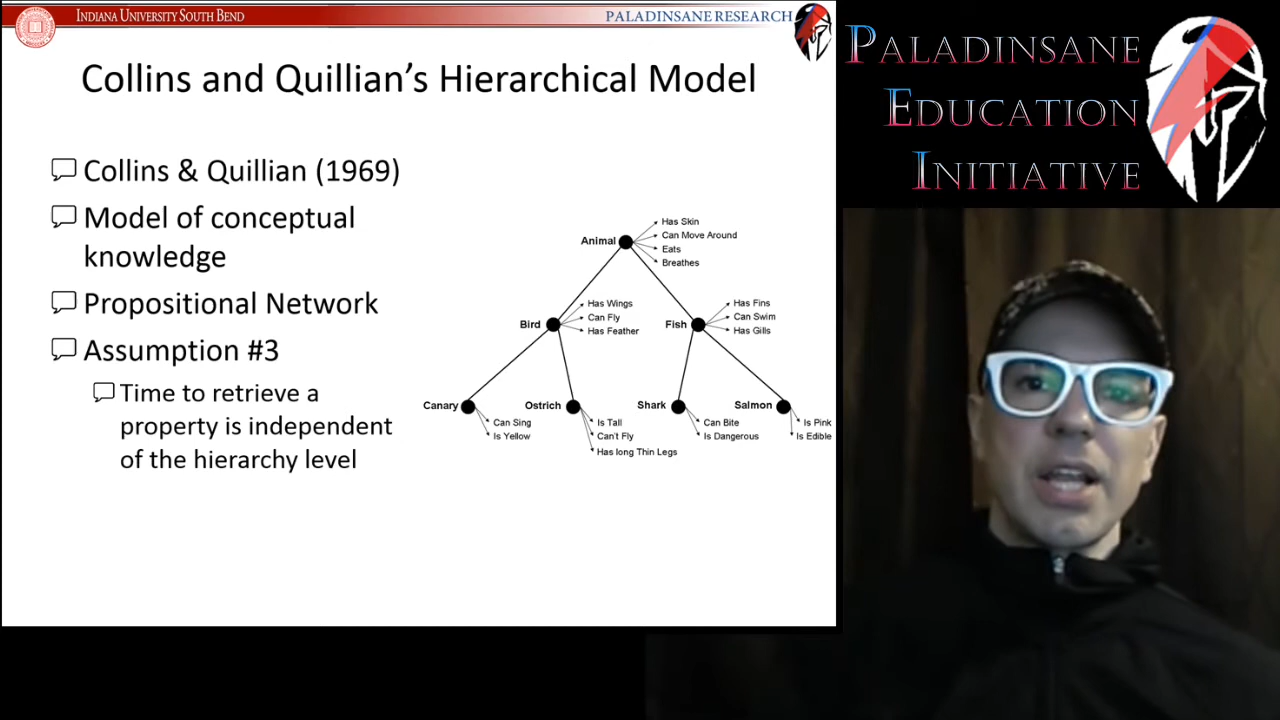 INDIANA UNIVERSITY SOUTH BEND
PALADINSANE RESEARCH
PALADINSANE
EDUCATION
INITIATIVE
Collins and Quillian's Hierarchical Model
Collins & Quillian (1969)
Model of conceptual
knowledge
Propositional Network
Assumption #3
Time to retrieve a
property is independent
of the hierarchy level
Animal
Has Skin
Can Move Around
Eats
Breathes
Bird
Has Wings
Can Fly
Has Feather
Fish
Has Fins
Can Swim
Has Gills
Canary
Can Sing
Is Yellow
Ostrich
Is Tall
Can't Fly
Has long Thin Legs
Shark
Can Bite
Is Dangerous
Salmon
Is Pink
Is Edible